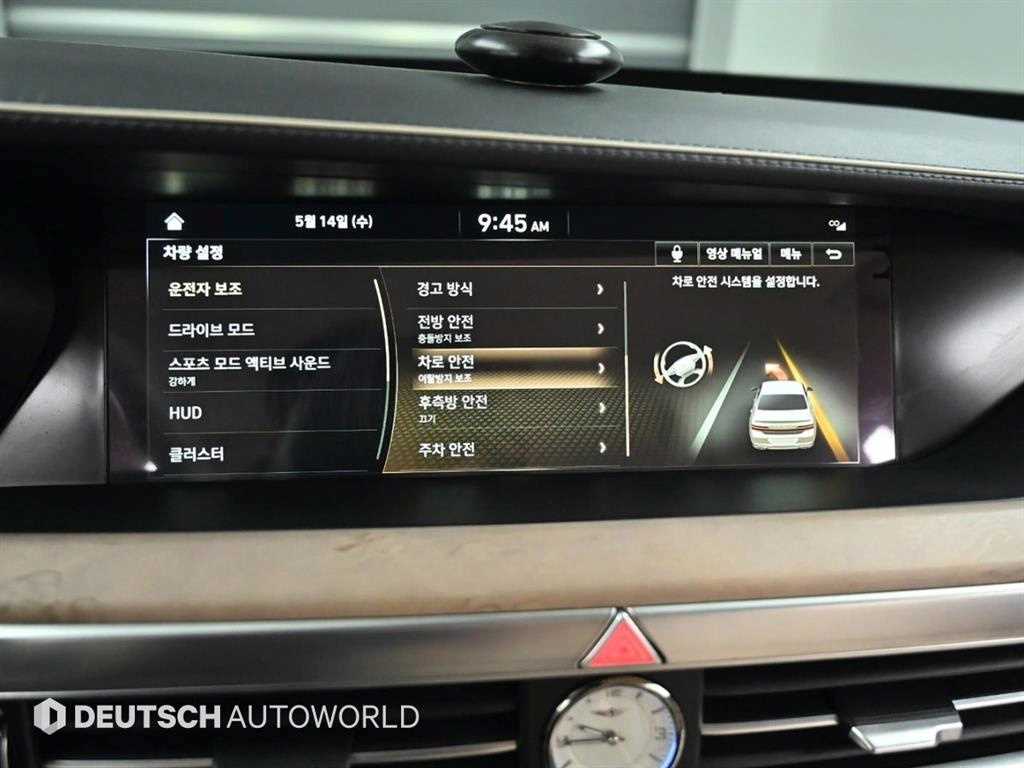 5월 14일 (수) 9:45 AM
차량 설정 영상 매뉴얼 메뉴
운전자 보조
드라이브 모드
스포츠 모드 액티브 사운드
강하게
HUD
클러스터
경고 방식
전방 안전
충돌방지 보조
차로 안전
이탈방지 보조
후측방 안전
끄기
주차 안전
차로 안전 시스템을 설정합니다.
DEUTSCH AUTOWORLD